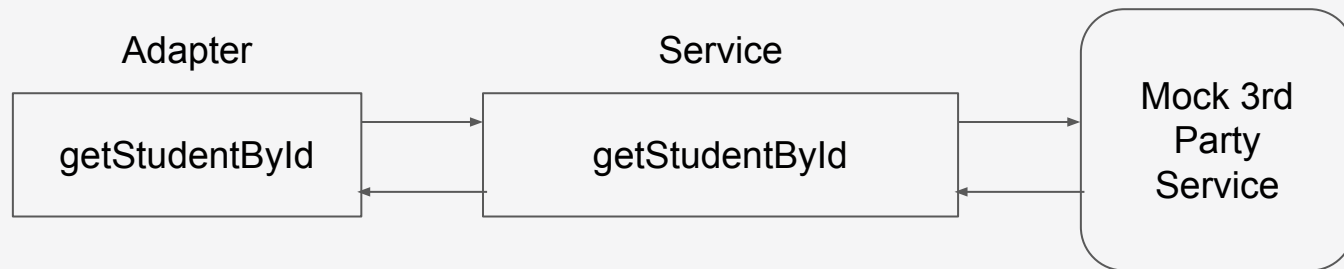 Adapter
Service
getStudentById
getStudentById
Mock 3rd
Party
Service